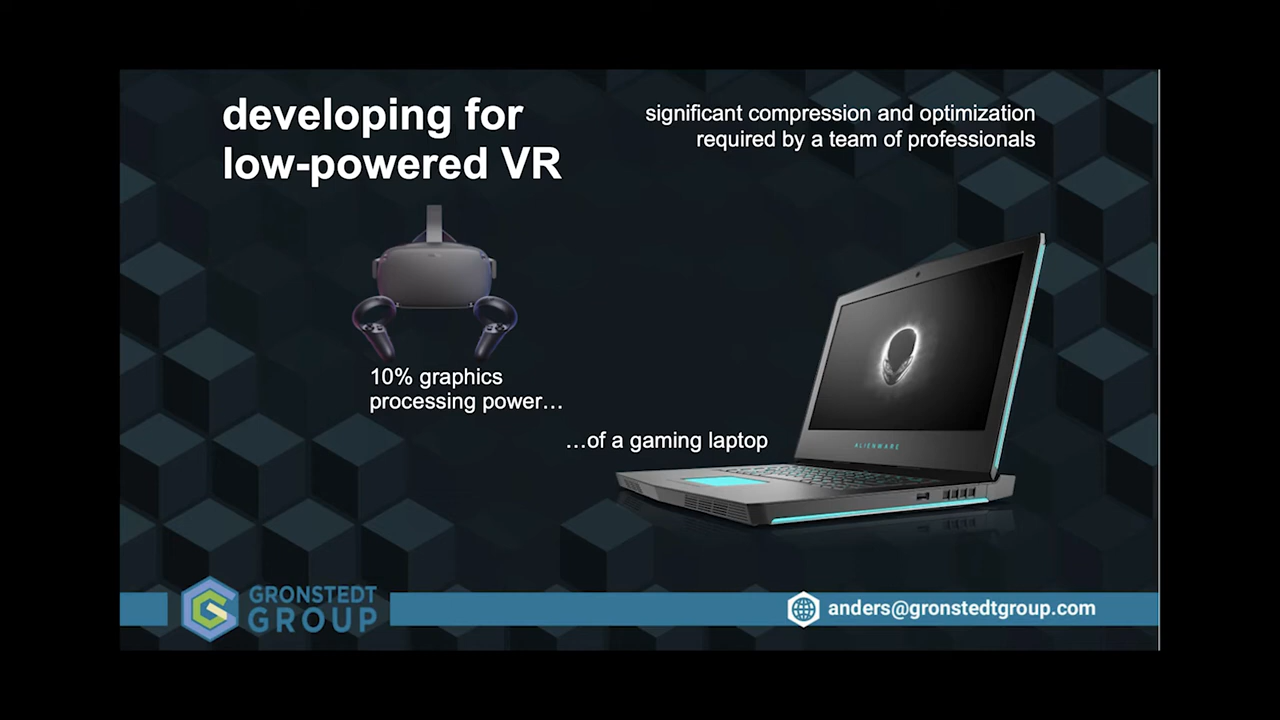 developing for
low-powered VR
significant compression and optimization
required by a team of professionals
10% graphics
processing power…
…of a gaming laptop
ALIENWARE
GRONSTEDT
GROUP
anders@gronstedtgroup.com